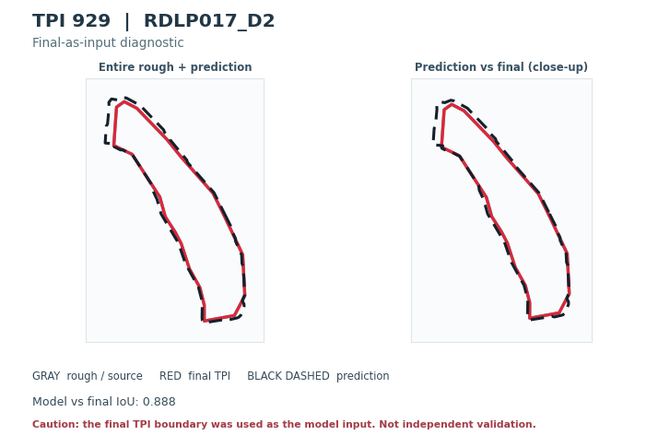 TPI 929 | RDLP017_D2
Final-as-input diagnostic
Entire rough + prediction
Prediction vs final (close-up)
GRAY rough / source RED final TPI BLACK DASHED prediction
Model vs final IoU: 0.888
Caution: the final TPI boundary was used as the model input. Not independent validation.